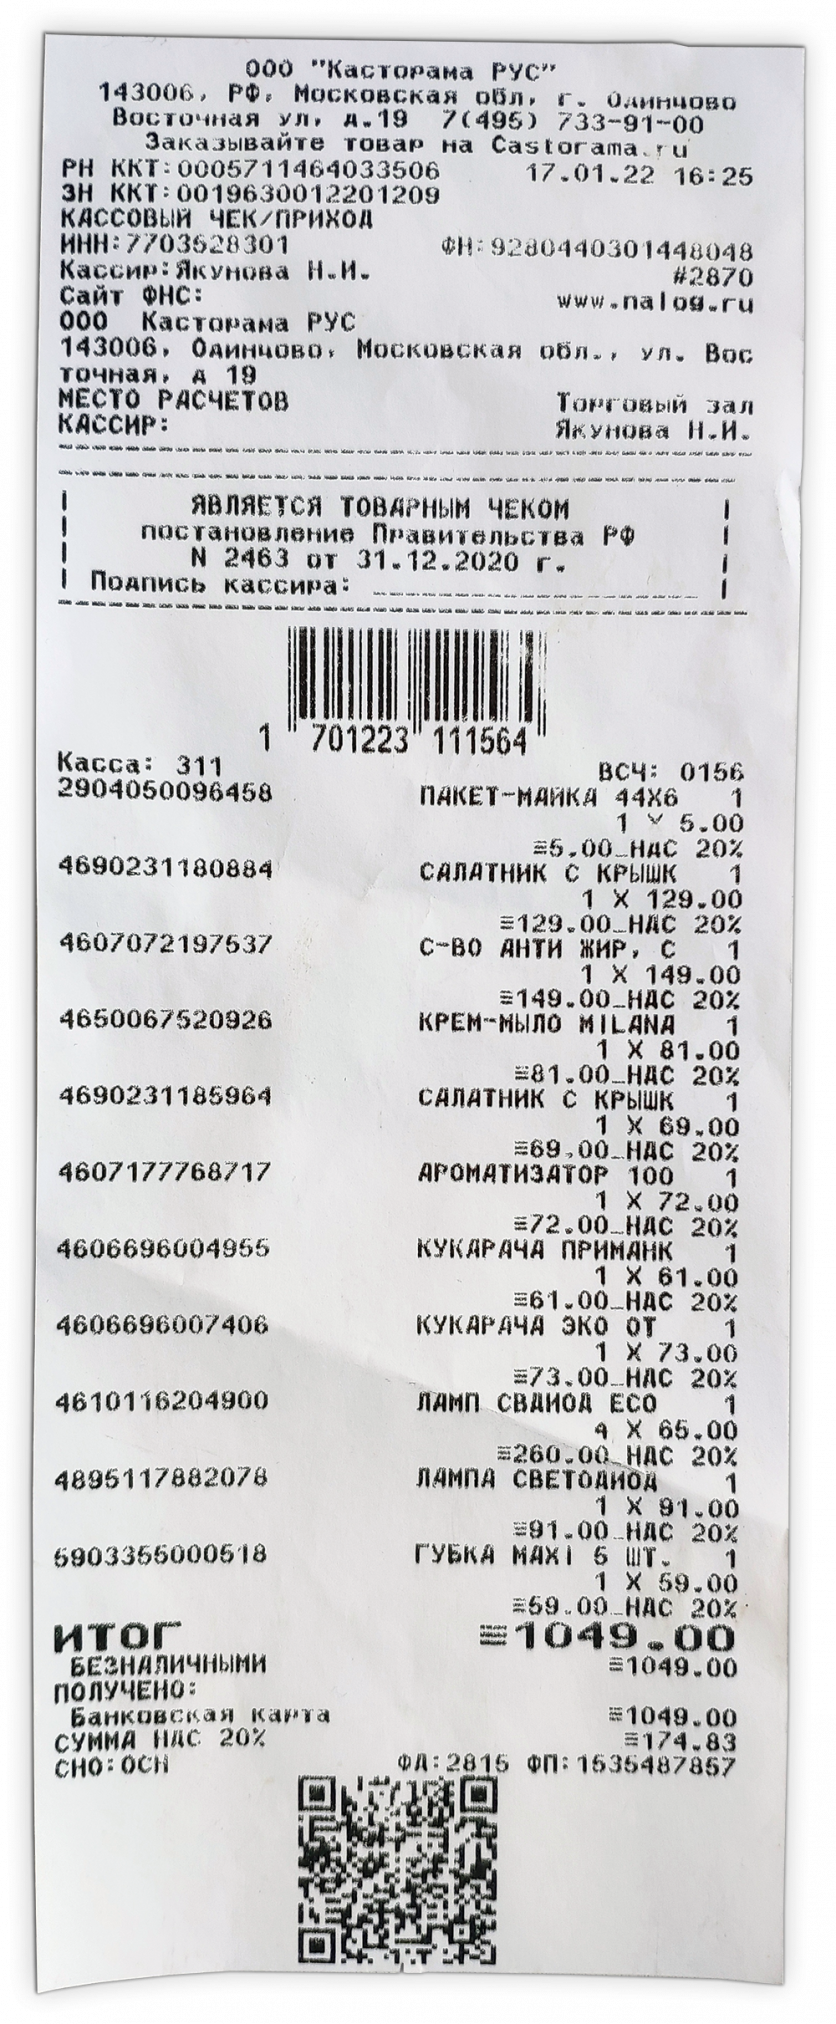 ООО "Касторама РУС"
143006, РФ, Московская обл, г. Одинцово
Восточная ул, д.19 7(495) 733-91-00
Заказывайте товар на Castorama.ru
РН ККТ:0005711464033506 17.01.22 16:25
ЗН ККТ:0019630012201209
КАССОВЫЙ ЧЕК/ПРИХОД
ИНН:7703528301 ФН:9280440301448048
Кассир:Якунова Н.И. #2870
Сайт ФНС: www.nalog.ru
ООО Касторама РУС
143006, Одинцово, Московская обл., ул. Вос
точная, д 19
МЕСТО РАСЧЕТОВ Торговый зал
КАССИР: Якунова Н.И.
ЯВЛЯЕТСЯ ТОВАРНЫМ ЧЕКОМ
постановление Правительства РФ
N 2463 от 31.12.2020 г.
Подпись кассира:
1 701223 111564
Касса: 311 ВСЧ: 0156
2904050096458 ПАКЕТ-МАЙКА 44X6 1
1 X 5.00
≡5.00_НДС 20%
4690231180884 САЛАТНИК С КРЫШК 1
1 X 129.00
≡129.00_НДС 20%
4607072197537 С-ВО АНТИ ЖИР, С 1
1 X 149.00
≡149.00_НДС 20%
4650067520926 КРЕМ-МЫЛО MILANA 1
1 X 81.00
≡81.00_НДС 20%
4690231185964 САЛАТНИК С КРЫШК 1
1 X 69.00
≡69.00_НДС 20%
4607177768717 АРОМАТИЗАТОР 100 1
1 X 72.00
≡72.00_НДС 20%
4606696004955 КУКАРАЧА ПРИМАНК 1
1 X 61.00
≡61.00_НДС 20%
4606696007406 КУКАРАЧА ЭКО ОТ 1
1 X 73.00
≡73.00_НДС 20%
4610116204900 ЛАМП СВДИОД ECO 1
4 X 65.00
≡260.00_НДС 20%
4895117882078 ЛАМПА СВЕТОДИОД 1
1 X 91.00
≡91.00_НДС 20%
5903355000518 ГУБКА MAXI 5 ШТ. 1
1 X 59.00
≡59.00_НДС 20%
ИТОГ ≡1049.00
БЕЗНАЛИЧНЫМИ ≡1049.00
ПОЛУЧЕНО:
Банковская карта ≡1049.00
СУММА НДС 20% ≡174.83
СНО:ОСН ФД:2815 ФП:1535487857